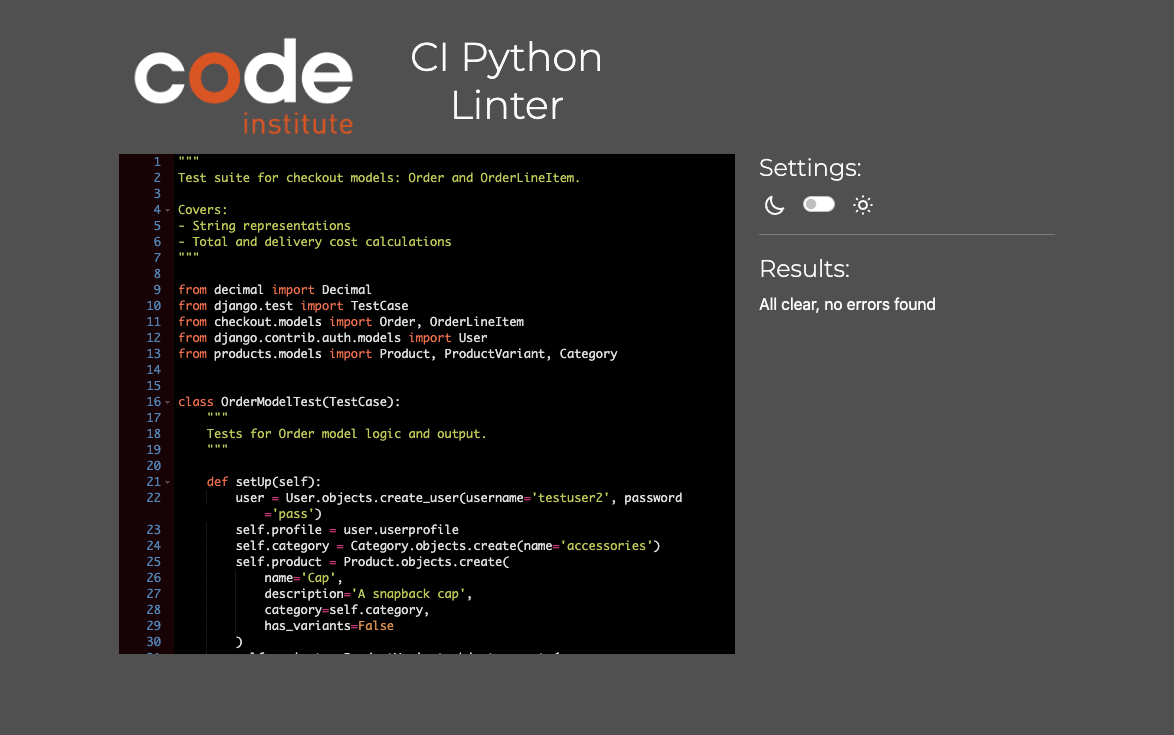 code
institute
CI Python
Linter
1 """
2 Test suite for checkout models: Order and OrderLineItem.
3
4 Covers:
5 - String representations
6 - Total and delivery cost calculations
7 """
8
9 from decimal import Decimal
10 from django.test import TestCase
11 from checkout.models import Order, OrderLineItem
12 from django.contrib.auth.models import User
13 from products.models import Product, ProductVariant, Category
14
15
16 class OrderModelTest(TestCase):
17     """
18     Tests for Order model logic and output.
19     """
20
21     def setUp(self):
22         user = User.objects.create_user(username='testuser2', password
            ='pass')
23         self.profile = user.userprofile
24         self.category = Category.objects.create(name='accessories')
25         self.product = Product.objects.create(
26             name='Cap',
27             description='A snapback cap',
28             category=self.category,
29             has_variants=False
30         )
Settings:
Results:
All clear, no errors found